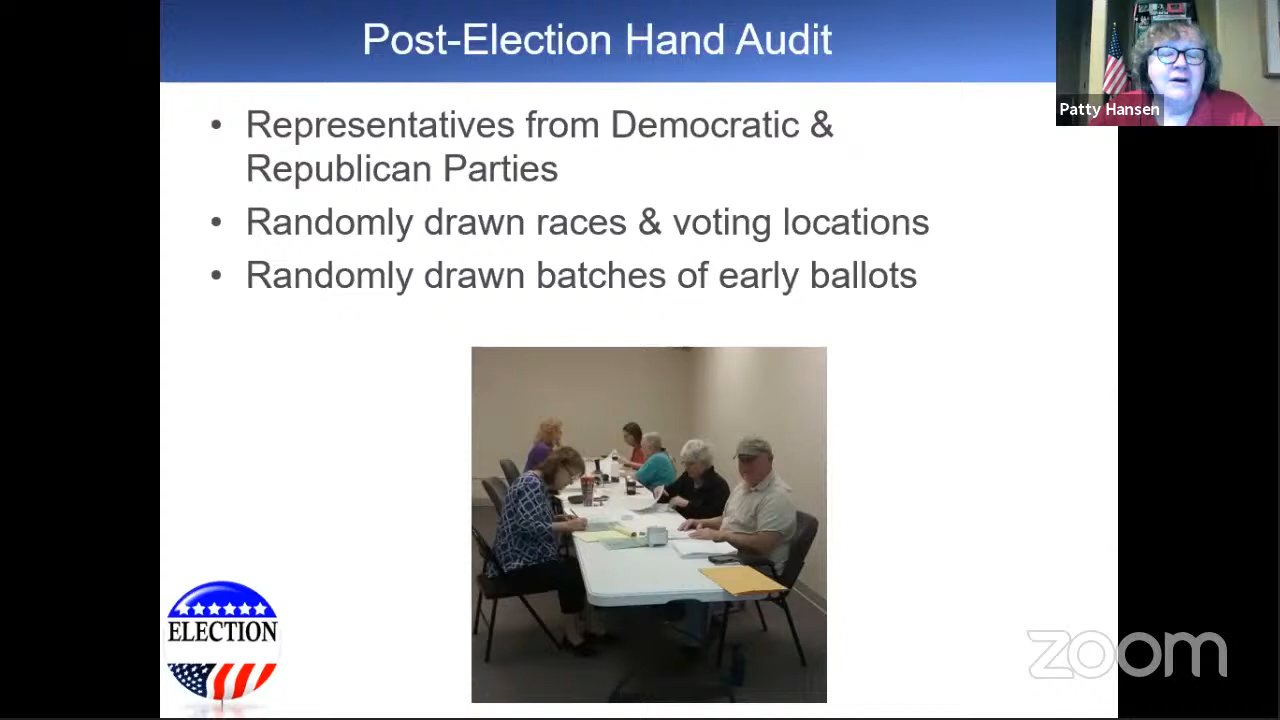 Post-Election Hand Audit
Patty Hansen
• Representatives from Democratic &
Republican Parties
• Randomly drawn races & voting locations
• Randomly drawn batches of early ballots
ELECTION
zoom